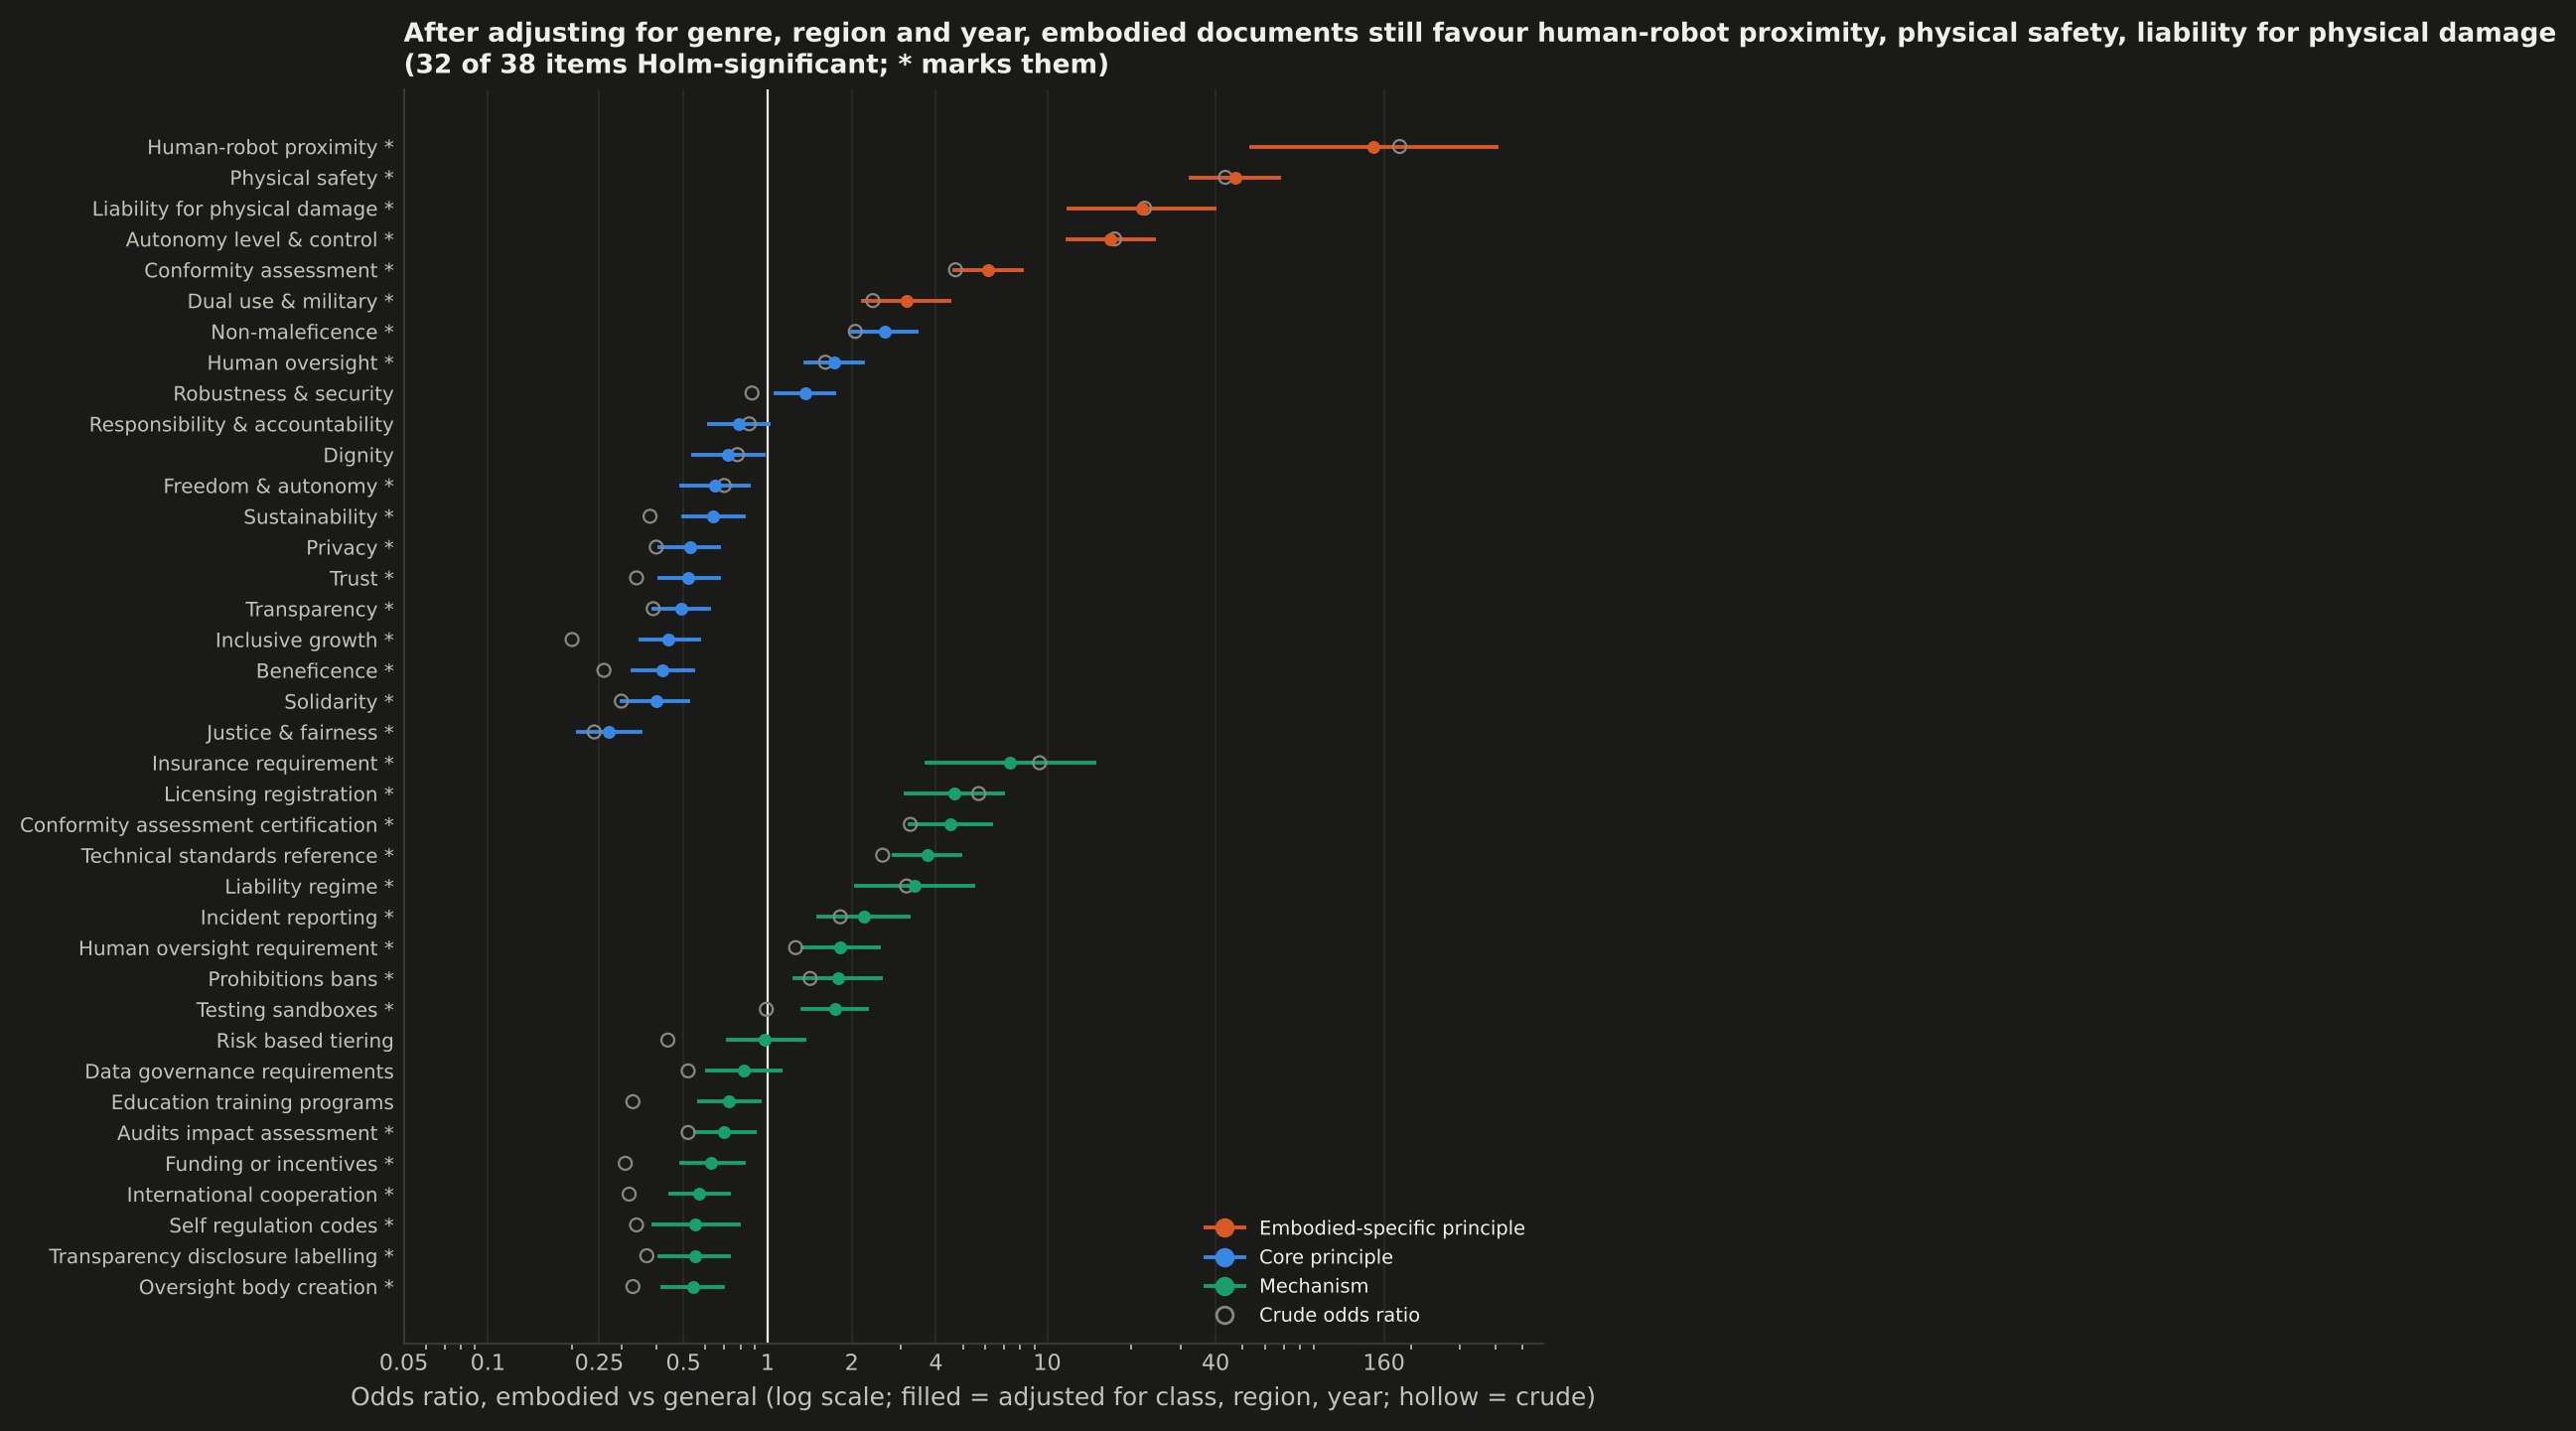 After adjusting for genre, region and year, embodied documents still favour human-robot proximity, physical safety, liability for physical damage
(32 of 38 items Holm-significant; * marks them)
Human-robot proximity *
Physical safety *
Liability for physical damage *
Autonomy level & control *
Conformity assessment *
Dual use & military *
Non-maleficence *
Human oversight *
Robustness & security
Responsibility & accountability
Dignity
Freedom & autonomy *
Sustainability *
Privacy *
Trust *
Transparency *
Inclusive growth *
Beneficence *
Solidarity *
Justice & fairness *
Insurance requirement *
Licensing registration *
Conformity assessment certification *
Technical standards reference *
Liability regime *
Incident reporting *
Human oversight requirement *
Prohibitions bans *
Testing sandboxes *
Risk based tiering
Data governance requirements
Education training programs
Audits impact assessment *
Funding or incentives *
International cooperation *
Self regulation codes *
Transparency disclosure labelling *
Oversight body creation *
Embodied-specific principle
Core principle
Mechanism
Crude odds ratio
0.05 0.1 0.25 0.5 1 2 4 10 40 160
Odds ratio, embodied vs general (log scale; filled = adjusted for class, region, year; hollow = crude)